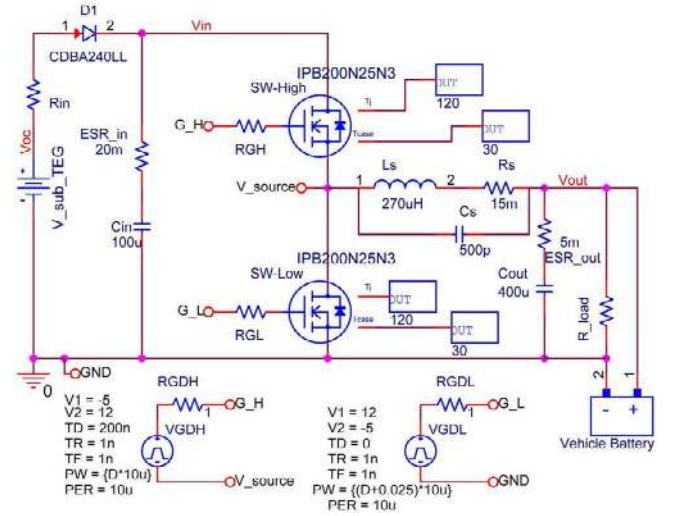 D1
1
2
CDBA240LL
Vin
IPB200N25N3
SW-High
Tj
OUT
120
Tcase
OUT
30
Rin
Voc
V_sub_TEG
ESR_in
20m
G_H
RGH
V_source
Ls
1
2
270uH
Rs
15m
Vout
Cs
500p
Cin
100u
IPB200N25N3
SW-Low
Tj
OUT
120
Tcase
OUT
30
G_L
RGL
5m
ESR_out
Cout
400u
R_load
GND
0
2
1
- +
Vehicle Battery
V1 = -5
V2 = 12
TD = 200n
TR = 1n
TF = 1n
PW = {D*10u}
PER = 10u
RGDH
1
G_H
VGDH
V_source
V1 = 12
V2 = -5
TD = 0
TR = 1n
TF = 1n
PW = {(D+0.025)*10u}
PER = 10u
RGDL
1
G_L
VGDL
GND